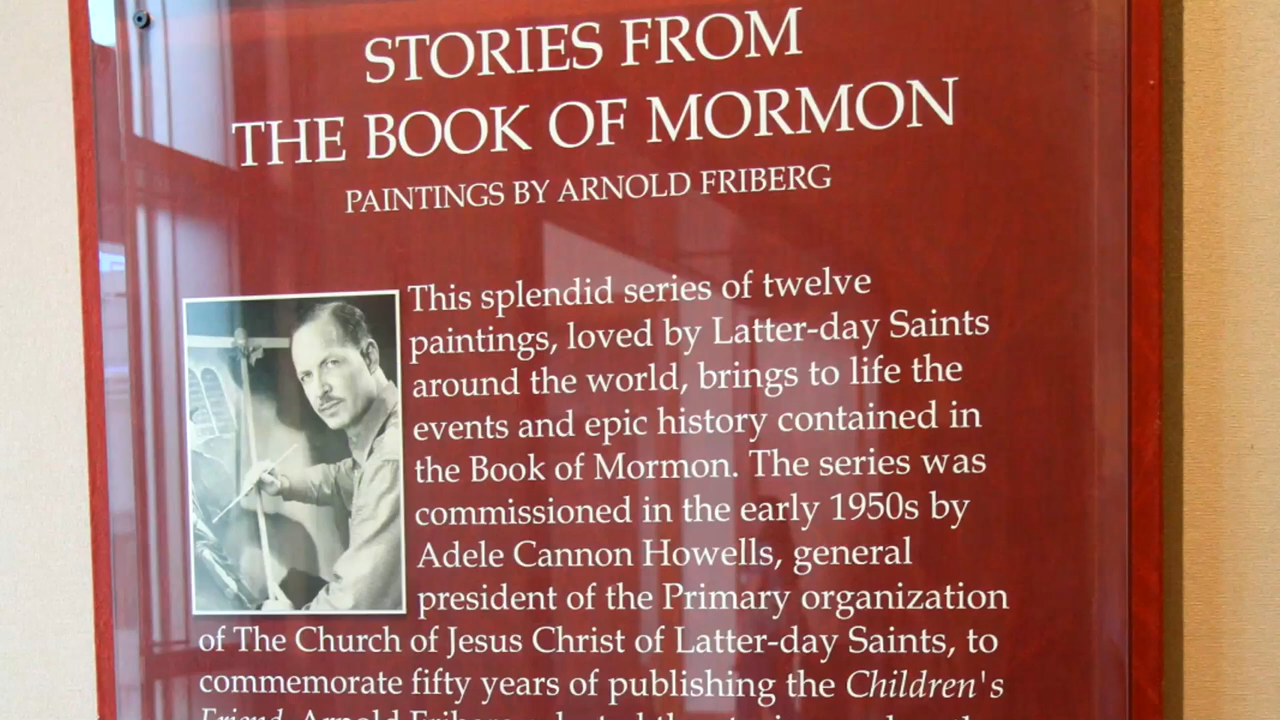 STORIES FROM
THE BOOK OF MORMON
PAINTINGS BY ARNOLD FRIBERG
This splendid series of twelve
paintings, loved by Latter-day Saints
around the world, brings to life the
events and epic history contained in
the Book of Mormon. The series was
commissioned in the early 1950s by
Adele Cannon Howells, general
president of the Primary organization
of The Church of Jesus Christ of Latter-day Saints, to
commemorate fifty years of publishing the Children's
Friend. Arnold Friberg